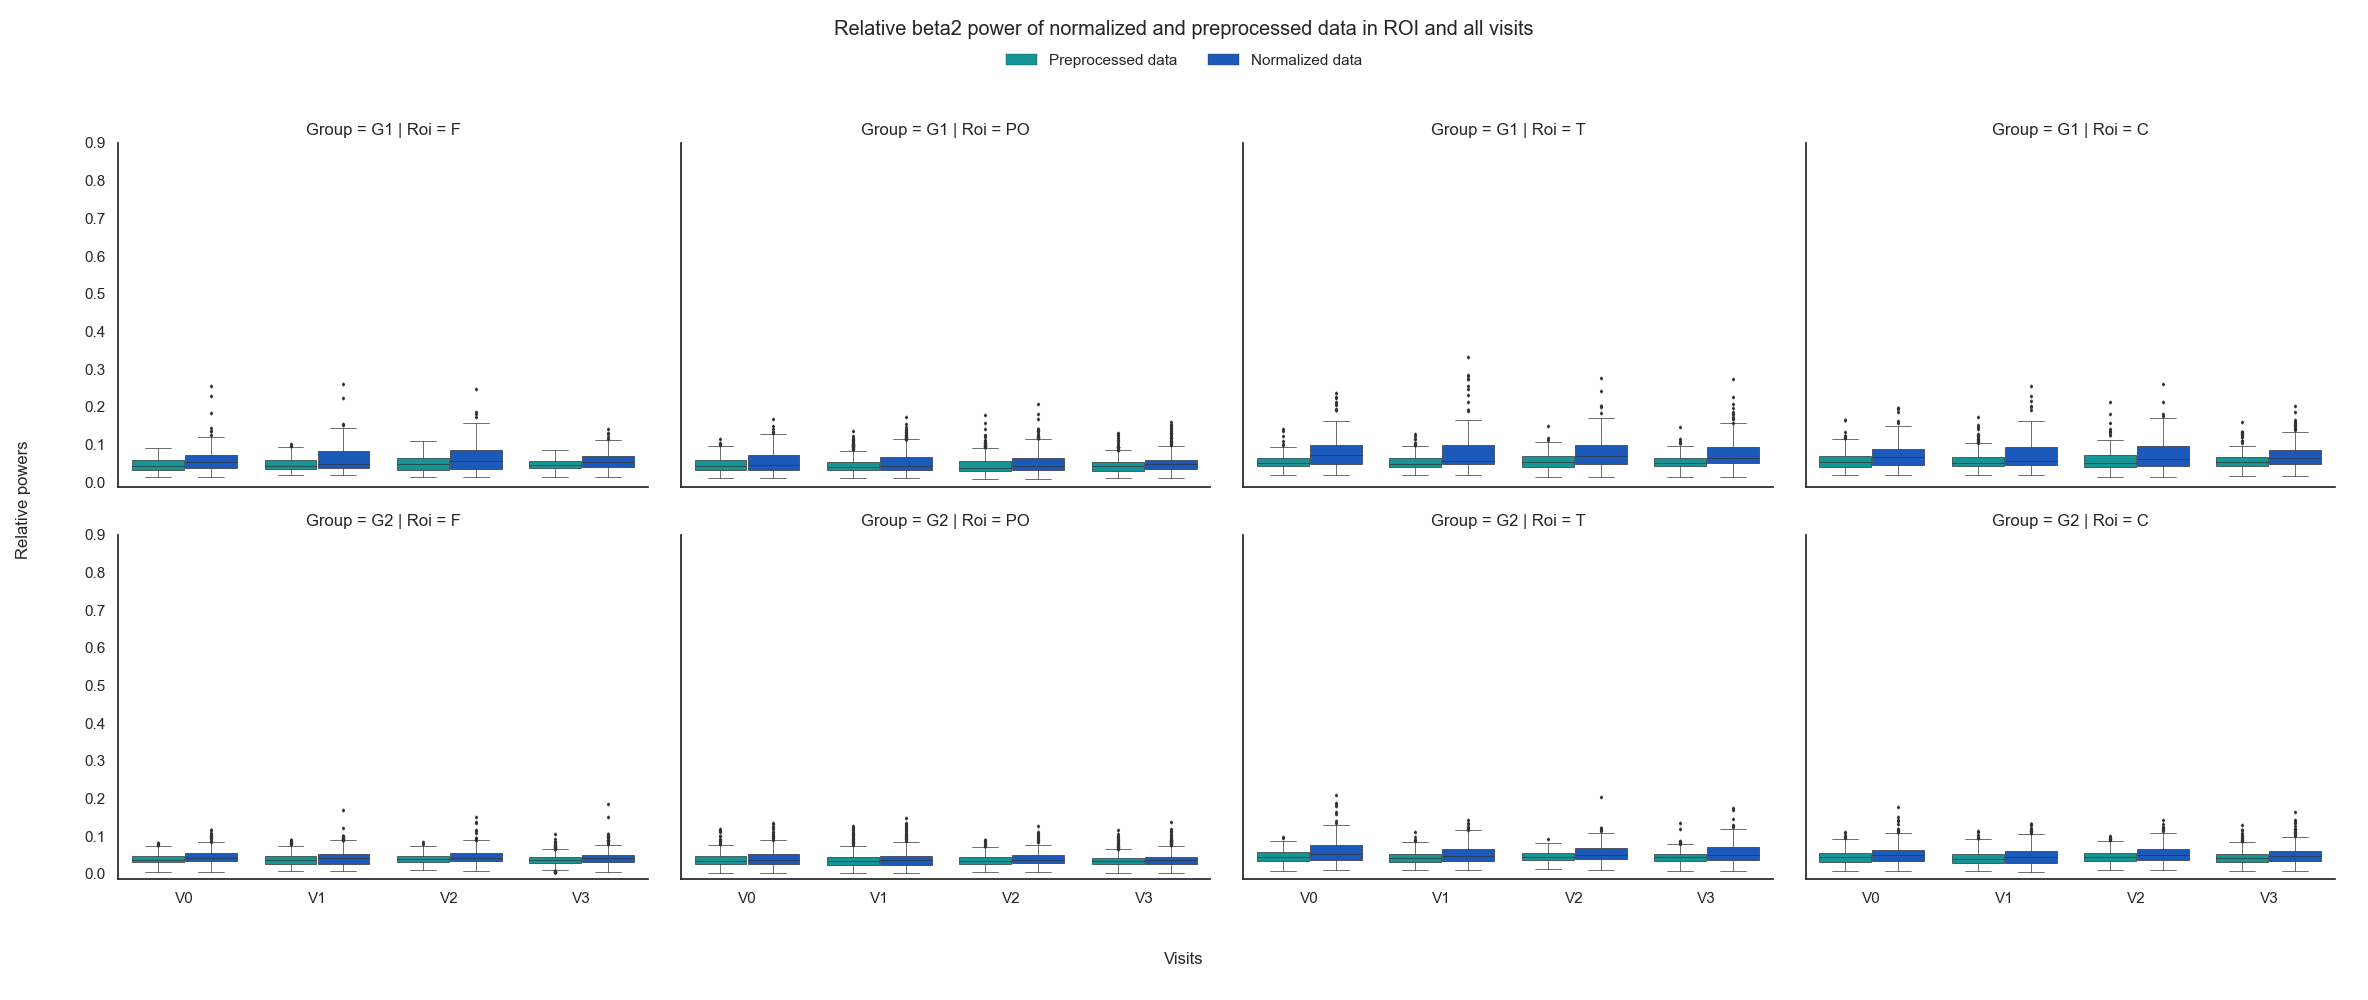 Relative beta2 power of normalized and preprocessed data in ROI and all visits
Preprocessed data Normalized data
Group = G1 | Roi = F Group = G1 | Roi = PO Group = G1 | Roi = T Group = G1 | Roi = C
0.9
0.8
0.7
0.6
0.5
0.4
0.3
0.2
0.1
0.0
Relative powers
Group = G2 | Roi = F Group = G2 | Roi = PO Group = G2 | Roi = T Group = G2 | Roi = C
0.9
0.8
0.7
0.6
0.5
0.4
0.3
0.2
0.1
0.0
V0 V1 V2 V3 V0 V1 V2 V3 V0 V1 V2 V3 V0 V1 V2 V3
Visits